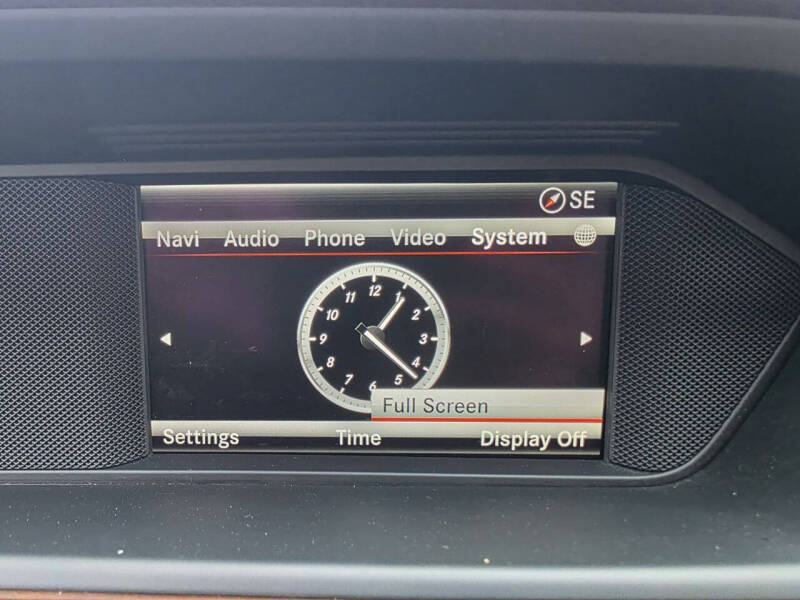 SE
Navi Audio Phone Video System
12
11 1
10 2
9 3
8 4
7 5
6
Full Screen
Settings Time Display Off